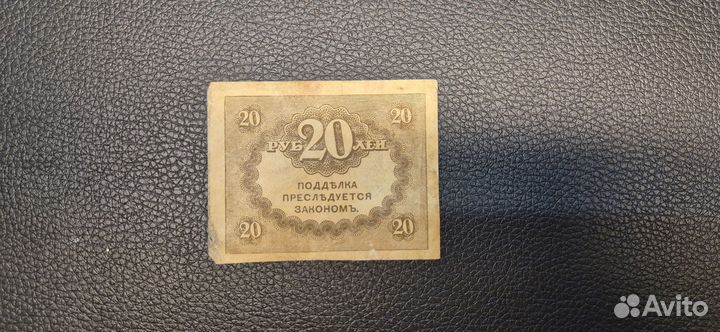 20 20
РУБ 20 ЛЕЙ
ПОДДѢЛКА
ПРЕСЛѢДУЕТСЯ
ЗАКОНОМЪ.
20 20
Avito